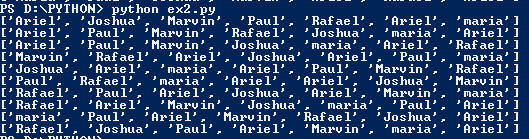 PS D:\PYTHON> python ex2.py
['Ariel', 'Joshua', 'Marvin', 'Paul', 'Rafael', 'Ariel', 'maria']
['Ariel', 'Paul', 'Marvin', 'Rafael', 'Joshua', 'Ariel', 'maria']
['Ariel', 'Paul', 'Rafael', 'Joshua', 'maria', 'Ariel', 'Marvin']
['Marvin', 'Rafael', 'Ariel', 'Joshua', 'Ariel', 'Paul', 'maria']
['Joshua', 'Ariel', 'maria', 'Ariel', 'Paul', 'Marvin', 'Rafael']
['Paul', 'Rafael', 'maria', 'Ariel', 'Ariel', 'Joshua', 'Marvin']
['Rafael', 'Paul', 'Ariel', 'Joshua', 'Ariel', 'Marvin', 'maria']
['Rafael', 'Ariel', 'Marvin', 'Joshua', 'maria', 'Paul', 'Ariel']
['maria', 'Paul', 'Ariel', 'Marvin', 'Ariel', 'Joshua', 'Rafael']
['Rafael', 'Joshua', 'Paul', 'Ariel', 'Marvin', 'maria', 'Ariel']